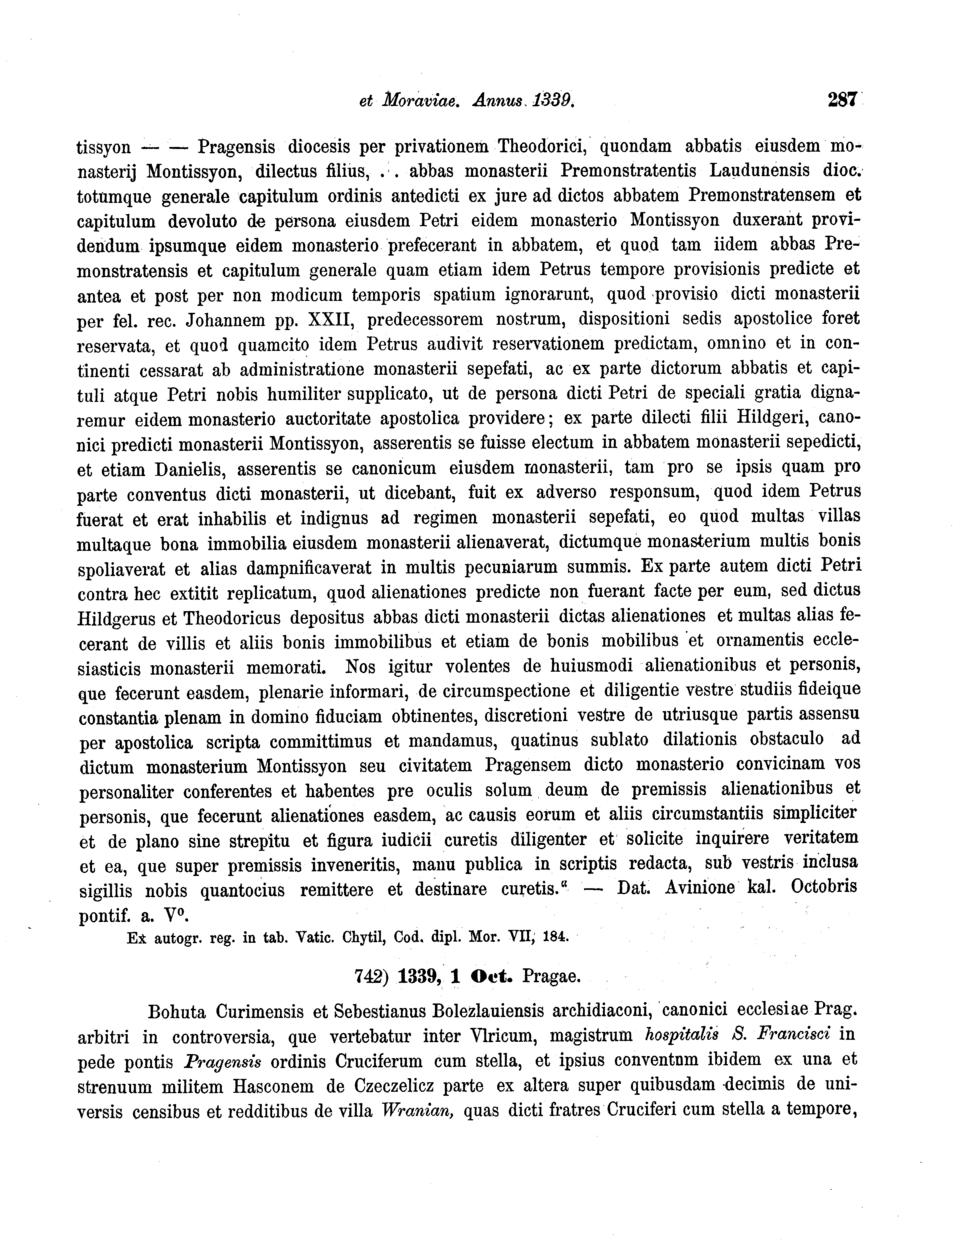 et Moraviae. Annus 1339. 287
tissyon — — Pragensis diocesis per privationem Theodorici, quondam abbatis eiusdem mo-
nasterij Montissyon, dilectus filius, . . abbas monasterii Premonstratentis Laudunensis dioc.
totumque generale capitulum ordinis antedicti ex jure ad dictos abbatem Premonstratensem et
capitulum devoluto de persona eiusdem Petri eidem monasterio Montissyon duxerant provi-
dendum ipsumque eidem monasterio prefecerant in abbatem, et quod tam iidem abbas Pre-
monstratensis et capitulum generale quam etiam idem Petrus tempore provisionis predicte et
antea et post per non modicum temporis spatium ignorarunt, quod provisio dicti monasterii
per fel. rec. Johannem pp. XXII, predecessorem nostrum, dispositioni sedis apostolice foret
reservata, et quod quamcito idem Petrus audivit reservationem predictam, omnino et in con-
tinenti cessarat ab administratione monasterii sepefati, ac ex parte dictorum abbatis et capi-
tuli atque Petri nobis humiliter supplicato, ut de persona dicti Petri de speciali gratia digna-
remur eidem monasterio auctoritate apostolica providere; ex parte dilecti filii Hildgeri, cano-
nici predicti monasterii Montissyon, asserentis se fuisse electum in abbatem monasterii sepedicti,
et etiam Danielis, asserentis se canonicum eiusdem monasterii, tam pro se ipsis quam pro
parte conventus dicti monasterii, ut dicebant, fuit ex adverso responsum, quod idem Petrus
fuerat et erat inhabilis et indignus ad regimen monasterii sepefati, eo quod multas villas
multaque bona immobilia eiusdem monasterii alienaverat, dictumque monasterium multis bonis
spoliaverat et alias dampnificaverat in multis pecuniarum summis. Ex parte autem dicti Petri
contra hec extitit replicatum, quod alienationes predicte non fuerant facte per eum, sed dictus
Hildgerus et Theodoricus depositus abbas dicti monasterii dictas alienationes et multas alias fe-
cerant de villis et aliis bonis immobilibus et etiam de bonis mobilibus et ornamentis eccle-
siasticis monasterii memorati. Nos igitur volentes de huiusmodi alienationibus et personis,
que fecerunt easdem, plenarie informari, de circumspectione et diligentie vestre studiis fideique
constantia plenam in domino fiduciam obtinentes, discretioni vestre de utriusque partis assensu
per apostolica scripta committimus et mandamus, quatinus sublato dilationis obstaculo ad
dictum monasterium Montissyon seu civitatem Pragensem dicto monasterio convicinam vos
personaliter conferentes et habentes pre oculis solum deum de premissis alienationibus et
personis, que fecerunt alienationes easdem, ac causis eorum et aliis circumstantiis simpliciter
et de plano sine strepitu et figura iudicii curetis diligenter et solicite inquirere veritatem
et ea, que super premissis inveneritis, manu publica in scriptis redacta, sub vestris inclusa
sigillis nobis quantocius remittere et destinare curetis." — Dat. Avinione kal. Octobris
pontif. a. V⁰.
Ex autogr. reg. in tab. Vatic. Chytil, Cod. dipl. Mor. VII, 184.
742) 1339, 1 Oct. Pragae.
Bohuta Curimensis et Sebestianus Bolezlauiensis archidiaconi, canonici ecclesiae Prag.
arbitri in controversia, que vertebatur inter Vlricum, magistrum hospitalis S. Francisci in
pede pontis Pragensis ordinis Cruciferum cum stella, et ipsius conventum ibidem ex una et
strenuum militem Hasconem de Czeczelicz parte ex altera super quibusdam decimis de uni-
versis censibus et redditibus de villa Wranian, quas dicti fratres Cruciferi cum stella a tempore,